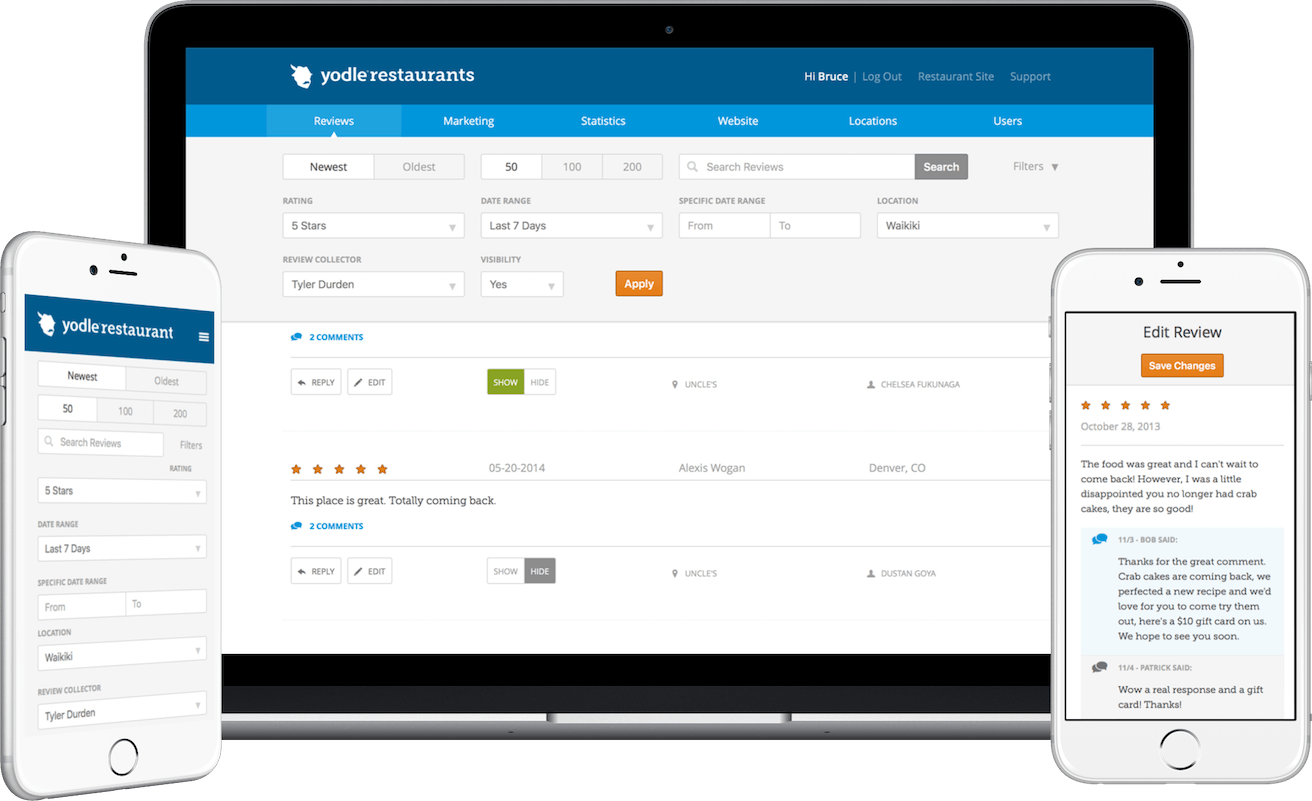 yodle restaurants
Hi Bruce | Log Out Restaurant Site Support
Reviews Marketing Statistics Website Locations Users
Newest Oldest 50 100 200 Search Reviews Search Filters
RATING DATE RANGE SPECIFIC DATE RANGE LOCATION
5 Stars Last 7 Days From To Waikiki
REVIEW COLLECTOR VISIBILITY
Tyler Durden Yes Apply
2 COMMENTS
REPLY EDIT SHOW HIDE UNCLE'S CHELSEA FUKUNAGA
05-20-2014 Alexis Wogan Denver, CO
This place is great. Totally coming back.
2 COMMENTS
REPLY EDIT SHOW HIDE UNCLE'S DUSTAN GOYA
yodle restaurant
Newest Oldest
50 100 200
Search Reviews Filters
RATING
5 Stars
DATE RANGE
Last 7 Days
SPECIFIC DATE RANGE
From To
LOCATION
Waikiki
REVIEW COLLECTOR
Tyler Durden
Edit Review
Save Changes
October 28, 2013
The food was great and I can't wait to
come back! However, I was a little
disappointed you no longer had crab
cakes, they are so good!
11/3 - BOB SAID:
Thanks for the great comment.
Crab cakes are coming back, we
perfected a new recipe and we'd
love for you to come try them
out, here's a $10 gift card on us.
We hope to see you soon.
11/4 - PATRICK SAID:
Wow a real response and a gift
card! Thanks!